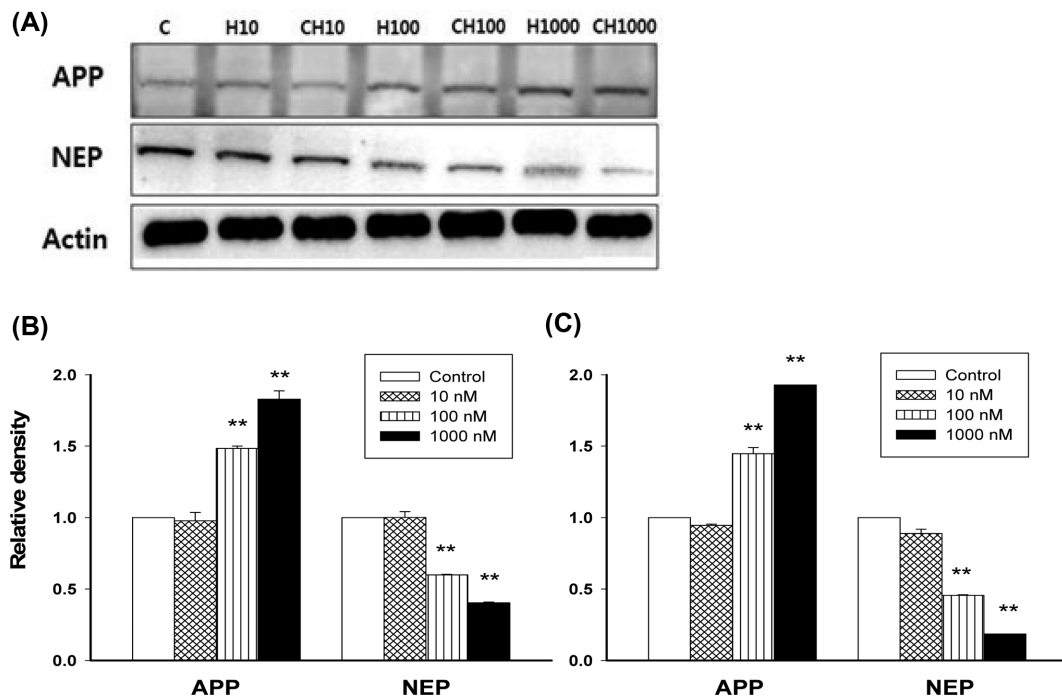 (A)
C H10 CH10 H100 CH100 H1000 CH1000
APP
NEP
Actin
(B)
Relative density
2.0
1.5
1.0
0.5
0.0
** ** ** **
Control
10 nM
100 nM
1000 nM
APP NEP
(C)
2.0
1.5
1.0
0.5
0.0
** ** ** **
Control
10 nM
100 nM
1000 nM
APP NEP